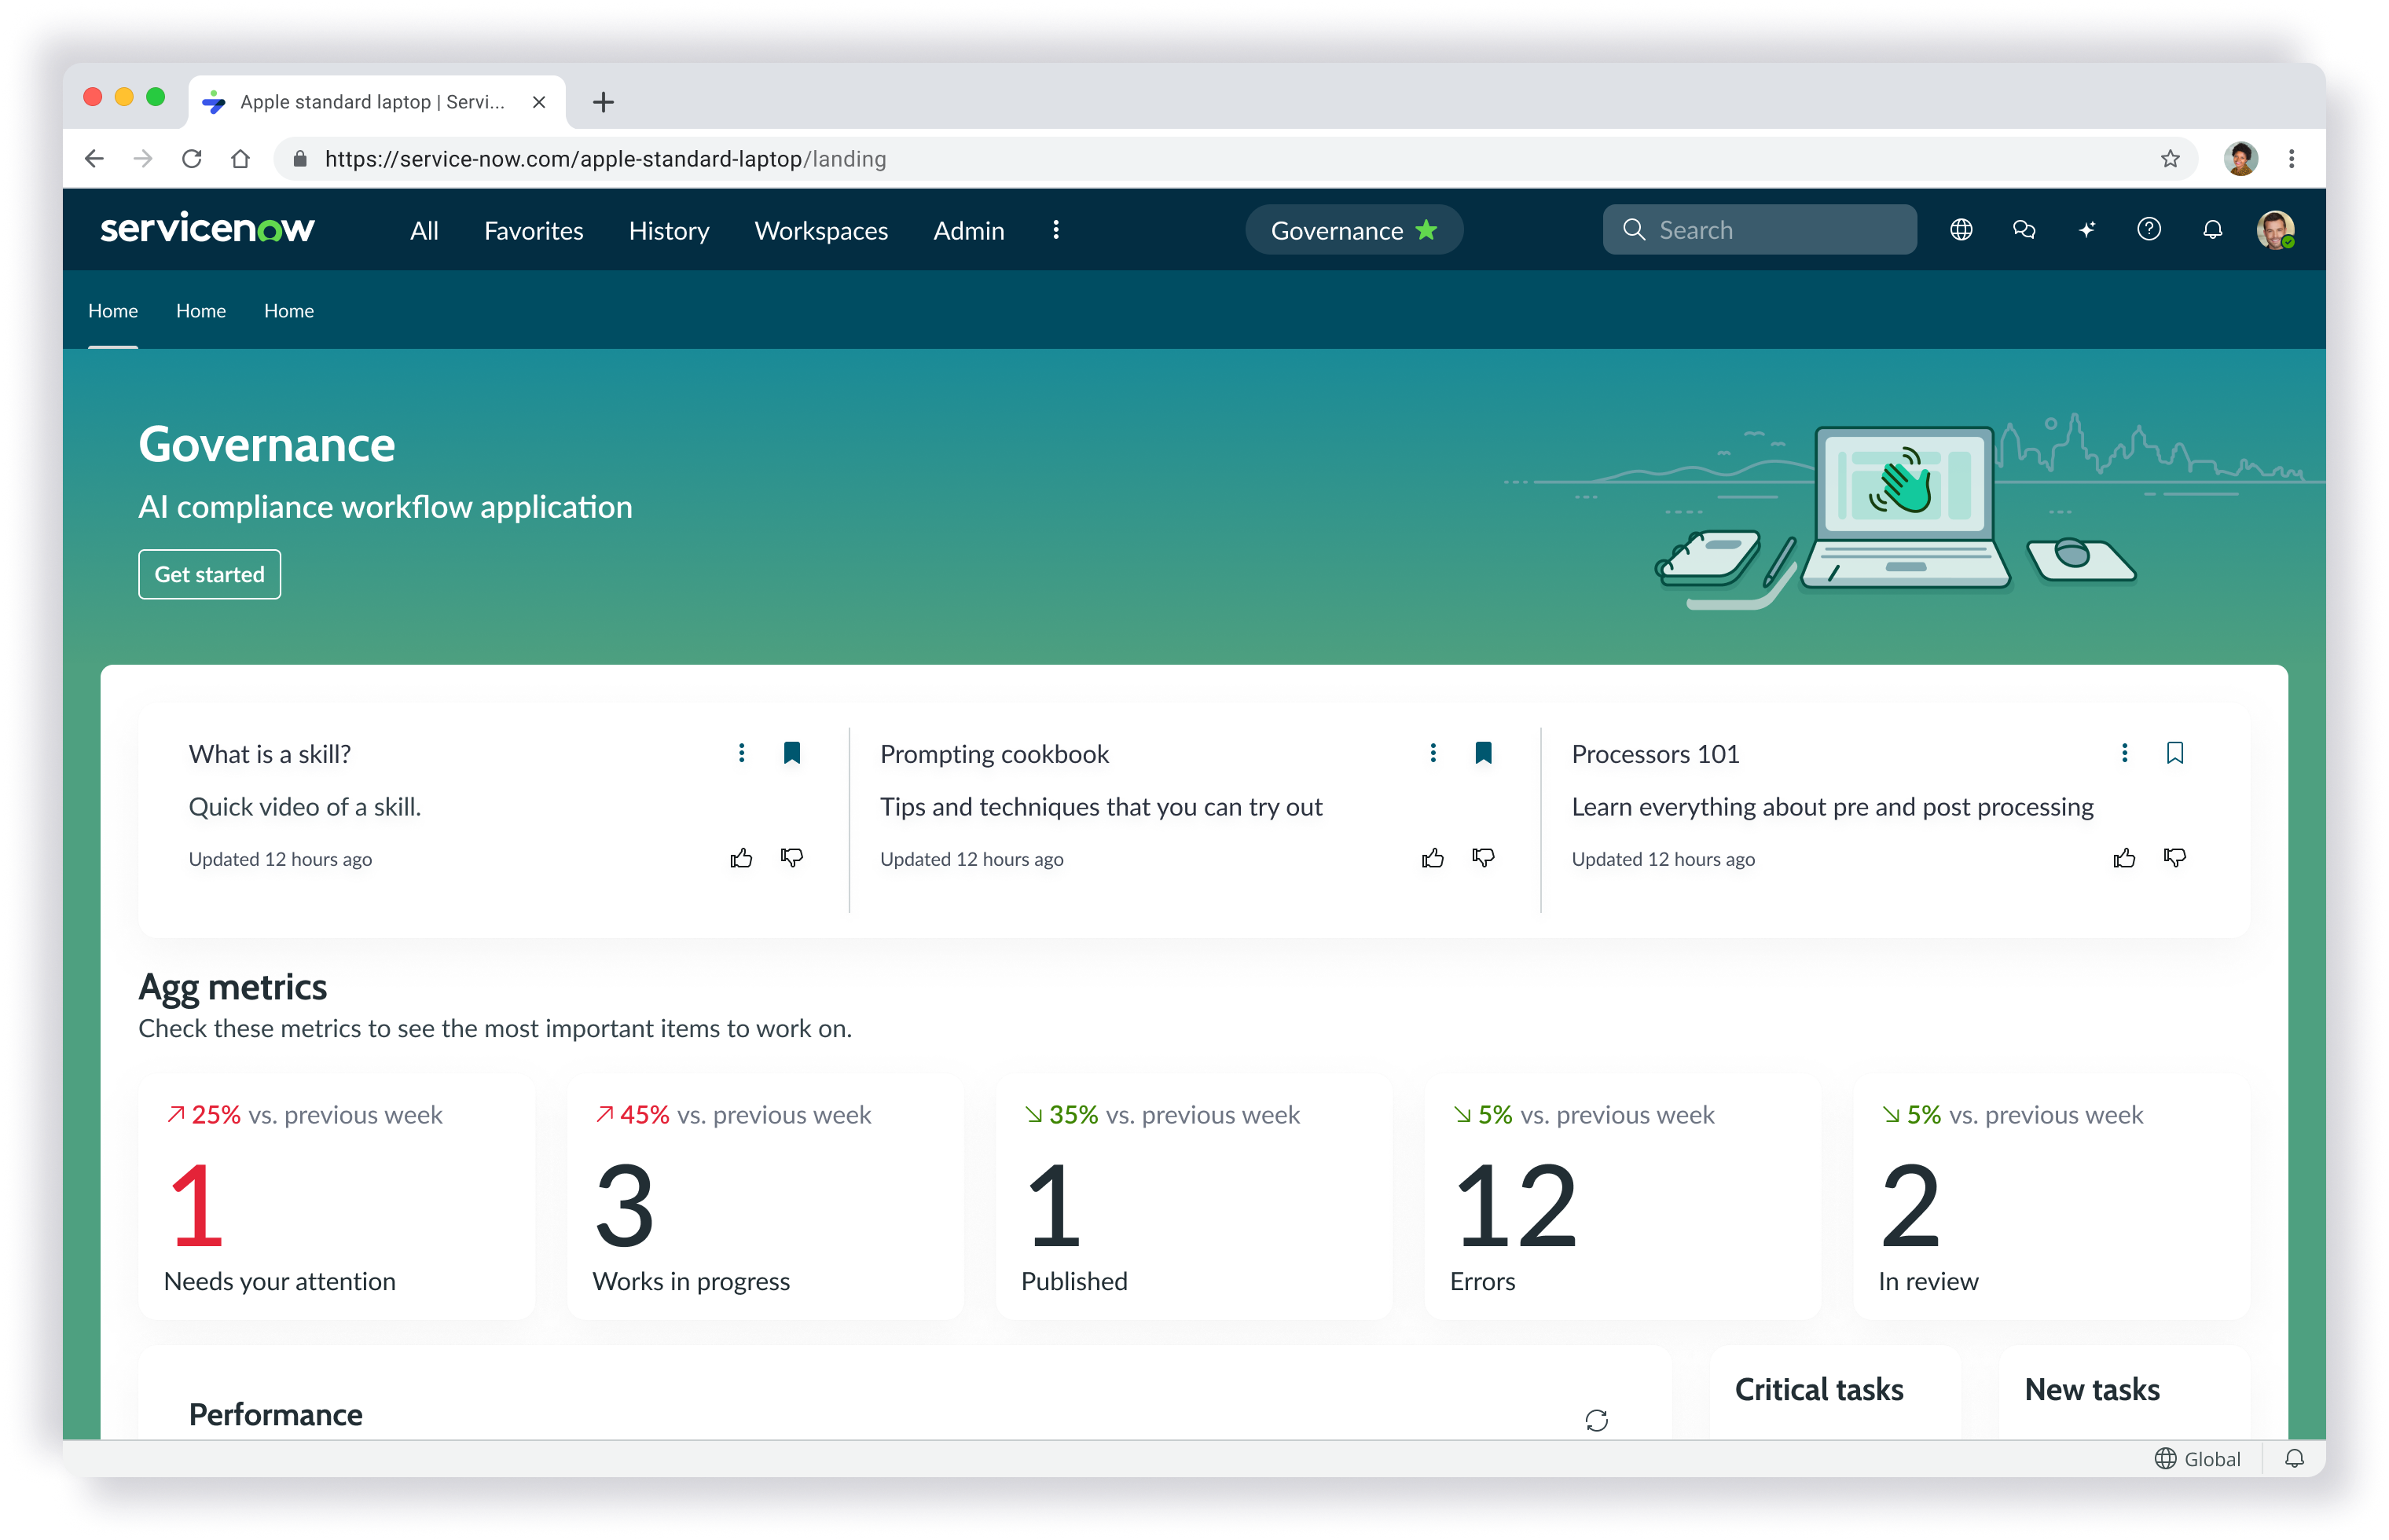 Apple standard laptop | Servi...
https://service-now.com/apple-standard-laptop/landing
servicenow
All Favorites History Workspaces Admin
Governance
Search
Home Home Home
Governance
AI compliance workflow application
Get started
What is a skill?
Quick video of a skill.
Updated 12 hours ago
Prompting cookbook
Tips and techniques that you can try out
Updated 12 hours ago
Processors 101
Learn everything about pre and post processing
Updated 12 hours ago
Agg metrics
Check these metrics to see the most important items to work on.
25% vs. previous week
1
Needs your attention
45% vs. previous week
3
Works in progress
35% vs. previous week
1
Published
5% vs. previous week
12
Errors
5% vs. previous week
2
In review
Performance
Critical tasks
New tasks
Global